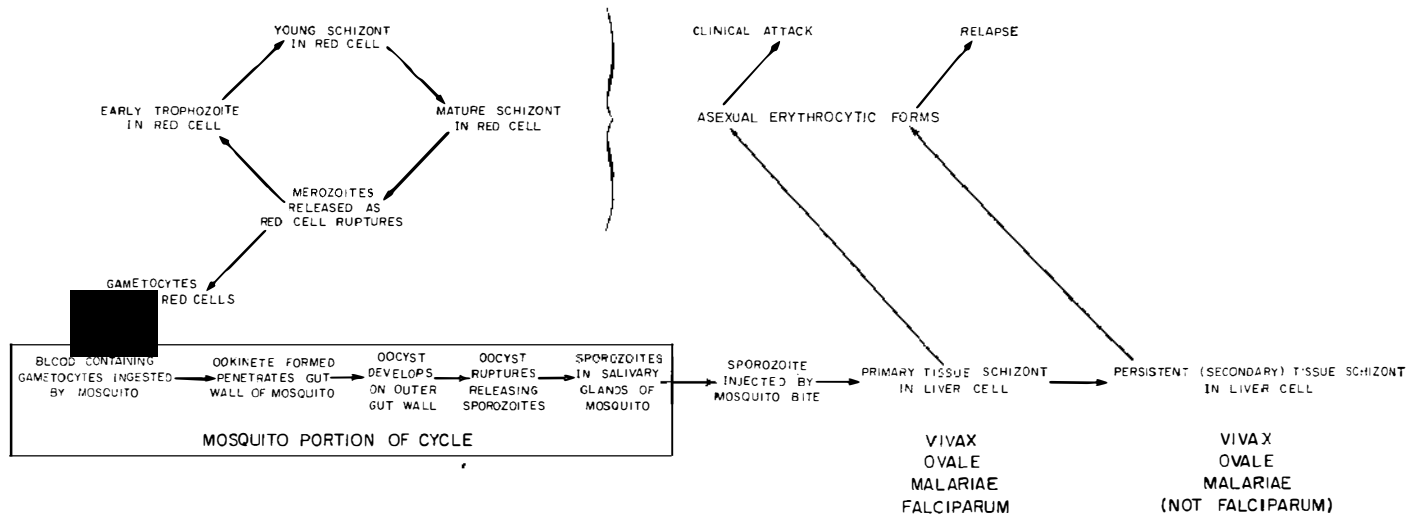 YOUNG SCHIZONT
IN RED CELL
EARLY TROPHOZOITE
IN RED CELL
MATURE SCHIZONT
IN RED CELL
MEROZOITES
RELEASED AS
RED CELL RUPTURES
GAMETOCYTES
RED CELLS
CLINICAL ATTACK
RELAPSE
ASEXUAL ERYTHROCYTIC FORMS
BLOOD CONTAINING
GAMETOCYTES INGESTED
BY MOSQUITO
OOKINETE FORMED
PENETRATES GUT
WALL OF MOSQUITO
OOCYST
DEVELOPS
ON OUTER
GUT WALL
OOCYST
RUPTURES
RELEASING
SPOROZOITES
SPOROZOITES
IN SALIVARY
GLANDS OF
MOSQUITO
MOSQUITO PORTION OF CYCLE
SPOROZOITE
INJECTED BY
MOSQUITO BITE
PRIMARY TISSUE SCHIZONT
IN LIVER CELL
PERSISTENT (SECONDARY) TISSUE SCHIZONT
IN LIVER CELL
VIVAX
OVALE
MALARIAE
FALCIPARUM
VIVAX
OVALE
MALARIAE
(NOT FALCIPARUM)